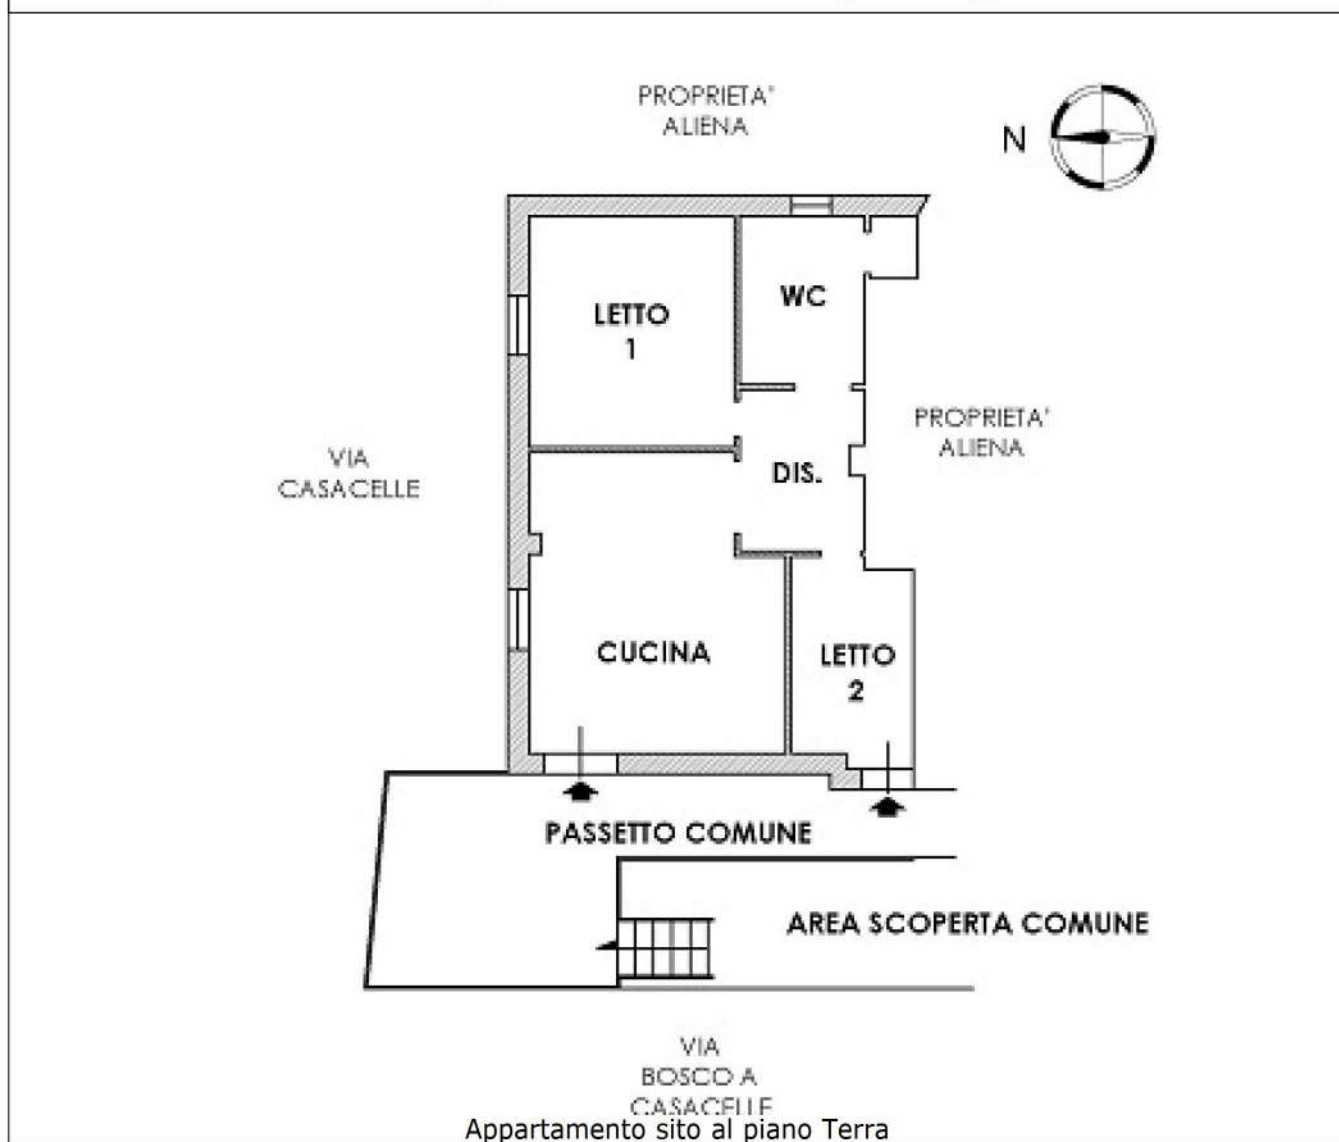 PROPRIETA'
ALIENA
N
LETTO
1
WC
PROPRIETA'
ALIENA
VIA
CASACELLE
DIS.
CUCINA
LETTO
2
PASSETTO COMUNE
AREA SCOPERTA COMUNE
VIA
BOSCO A
CASACELLE
Appartamento sito al piano Terra